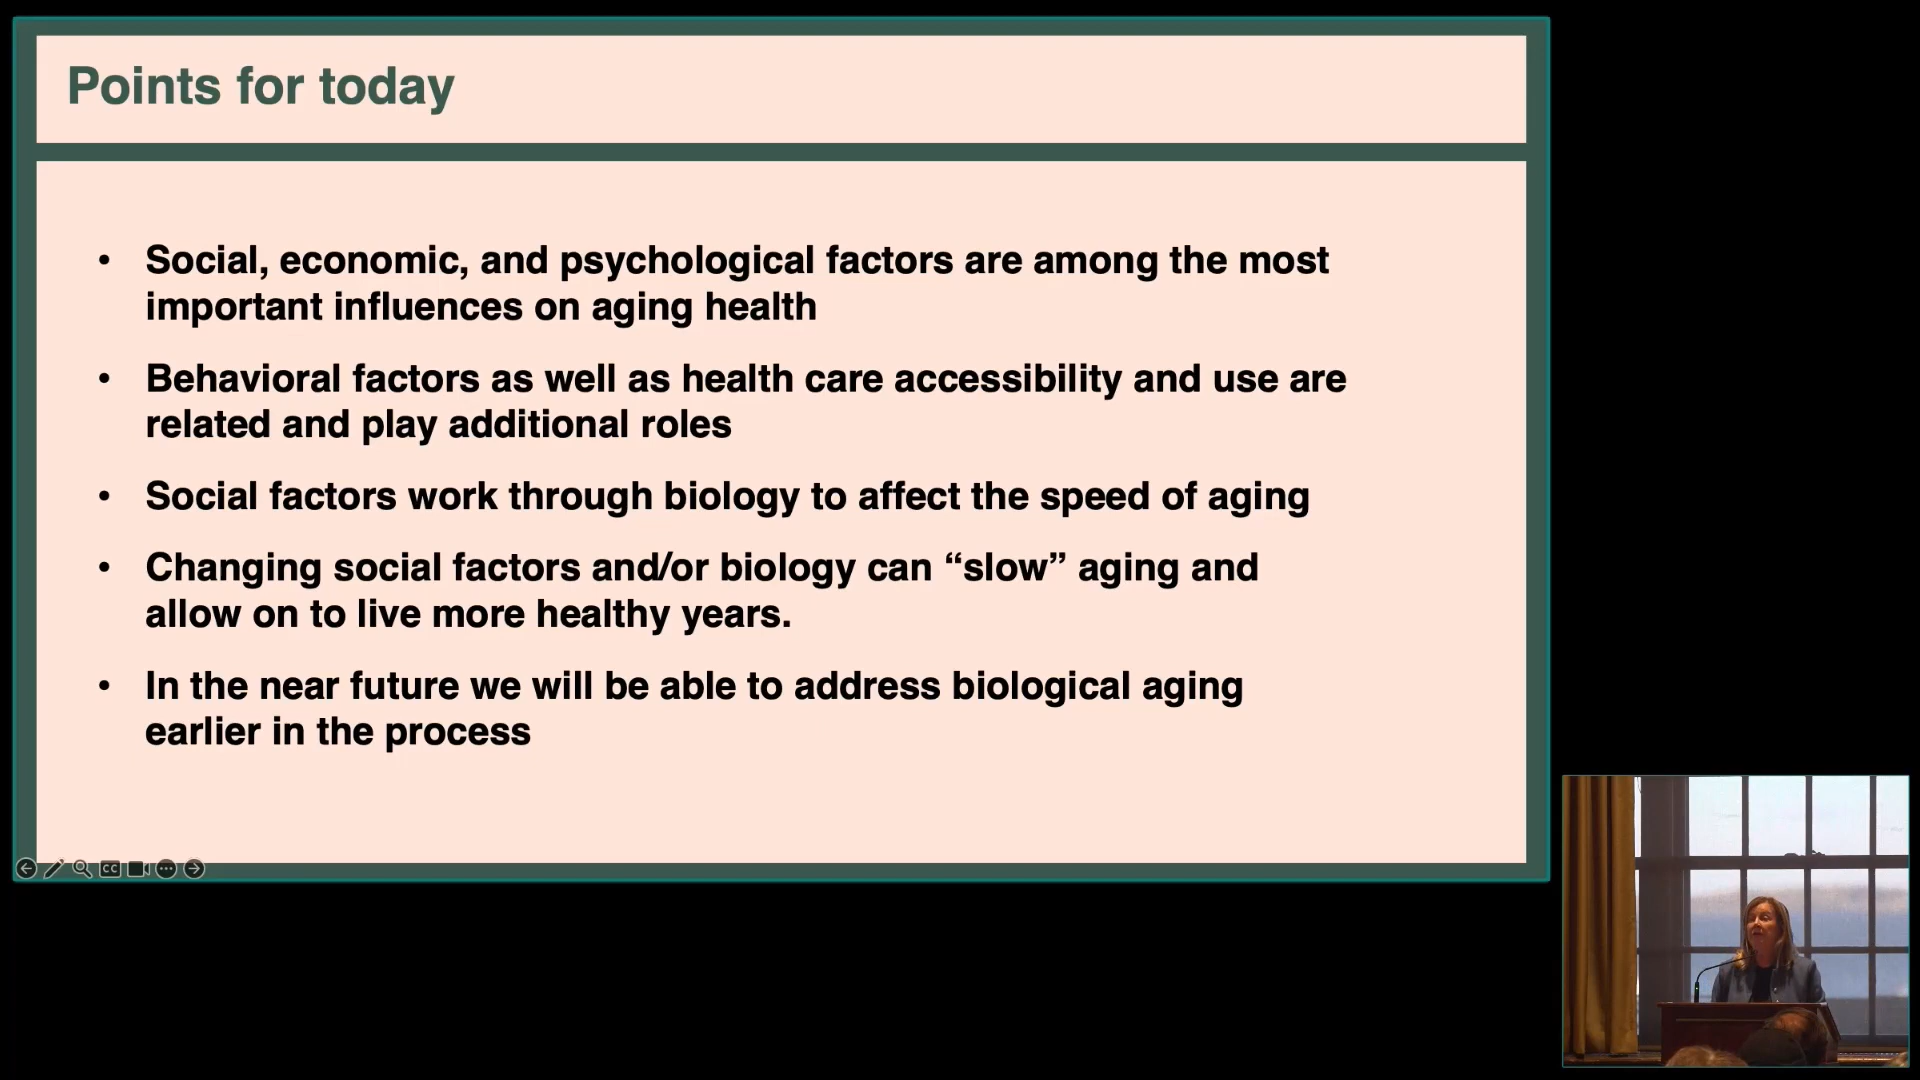 Points for today
• Social, economic, and psychological factors are among the most
important influences on aging health
• Behavioral factors as well as health care accessibility and use are
related and play additional roles
• Social factors work through biology to affect the speed of aging
• Changing social factors and/or biology can “slow” aging and
allow on to live more healthy years.
• In the near future we will be able to address biological aging
earlier in the process
CC